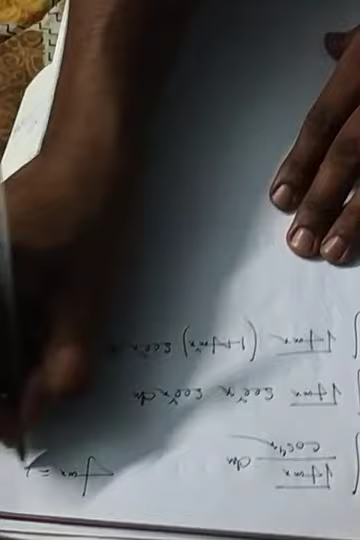 ∫ √tan x / cos⁴x dx tan x =
∫ √tan x sec²x sec²x dx
∫ √tan x (1+tan²x) sec²x